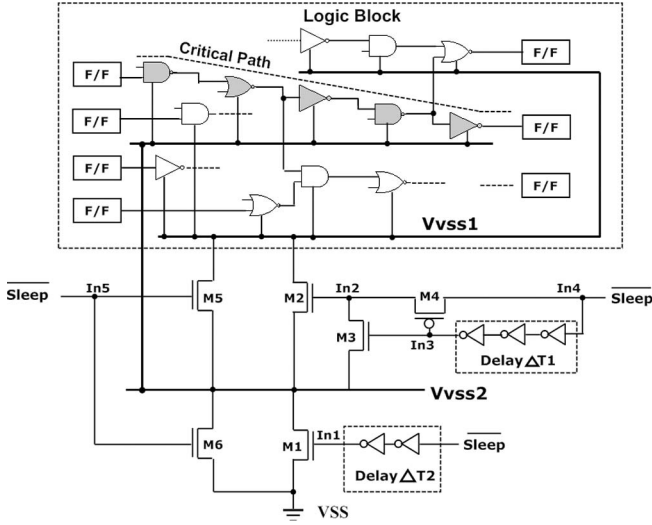 Logic Block
Critical Path
F/F
F/F
F/F
F/F
F/F
F/F
F/F
Vvss1
Sleep
In5
M5
M2
In2
M4
In4
Sleep
M3
In3
Delay △T1
Vvss2
M6
M1
In1
Sleep
Delay △T2
VSS